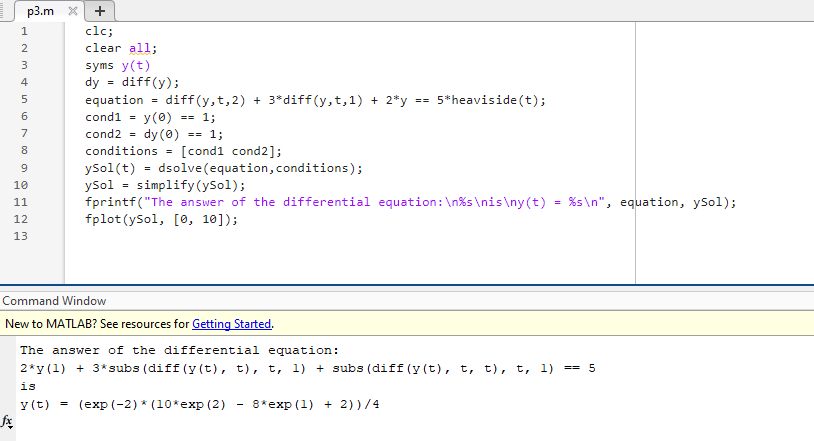 p3.m
+
1 clc;
2 clear all;
3 syms y(t)
4 dy = diff(y);
5 equation = diff(y,t,2) + 3*diff(y,t,1) + 2*y == 5*heaviside(t);
6 cond1 = y(0) == 1;
7 cond2 = dy(0) == 1;
8 conditions = [cond1 cond2];
9 ySol(t) = dsolve(equation,conditions);
10 ySol = simplify(ySol);
11 fprintf("The answer of the differential equation:\n%s\nis\ny(t) = %s\n", equation, ySol);
12 fplot(ySol, [0, 10]);
13
Command Window
New to MATLAB? See resources for Getting Started.
The answer of the differential equation:
2*y(1) + 3*subs(diff(y(t), t), t, 1) + subs(diff(y(t), t, t), t, 1) == 5
is
y(t) = (exp(-2)*(10*exp(2) - 8*exp(1) + 2))/4
fx